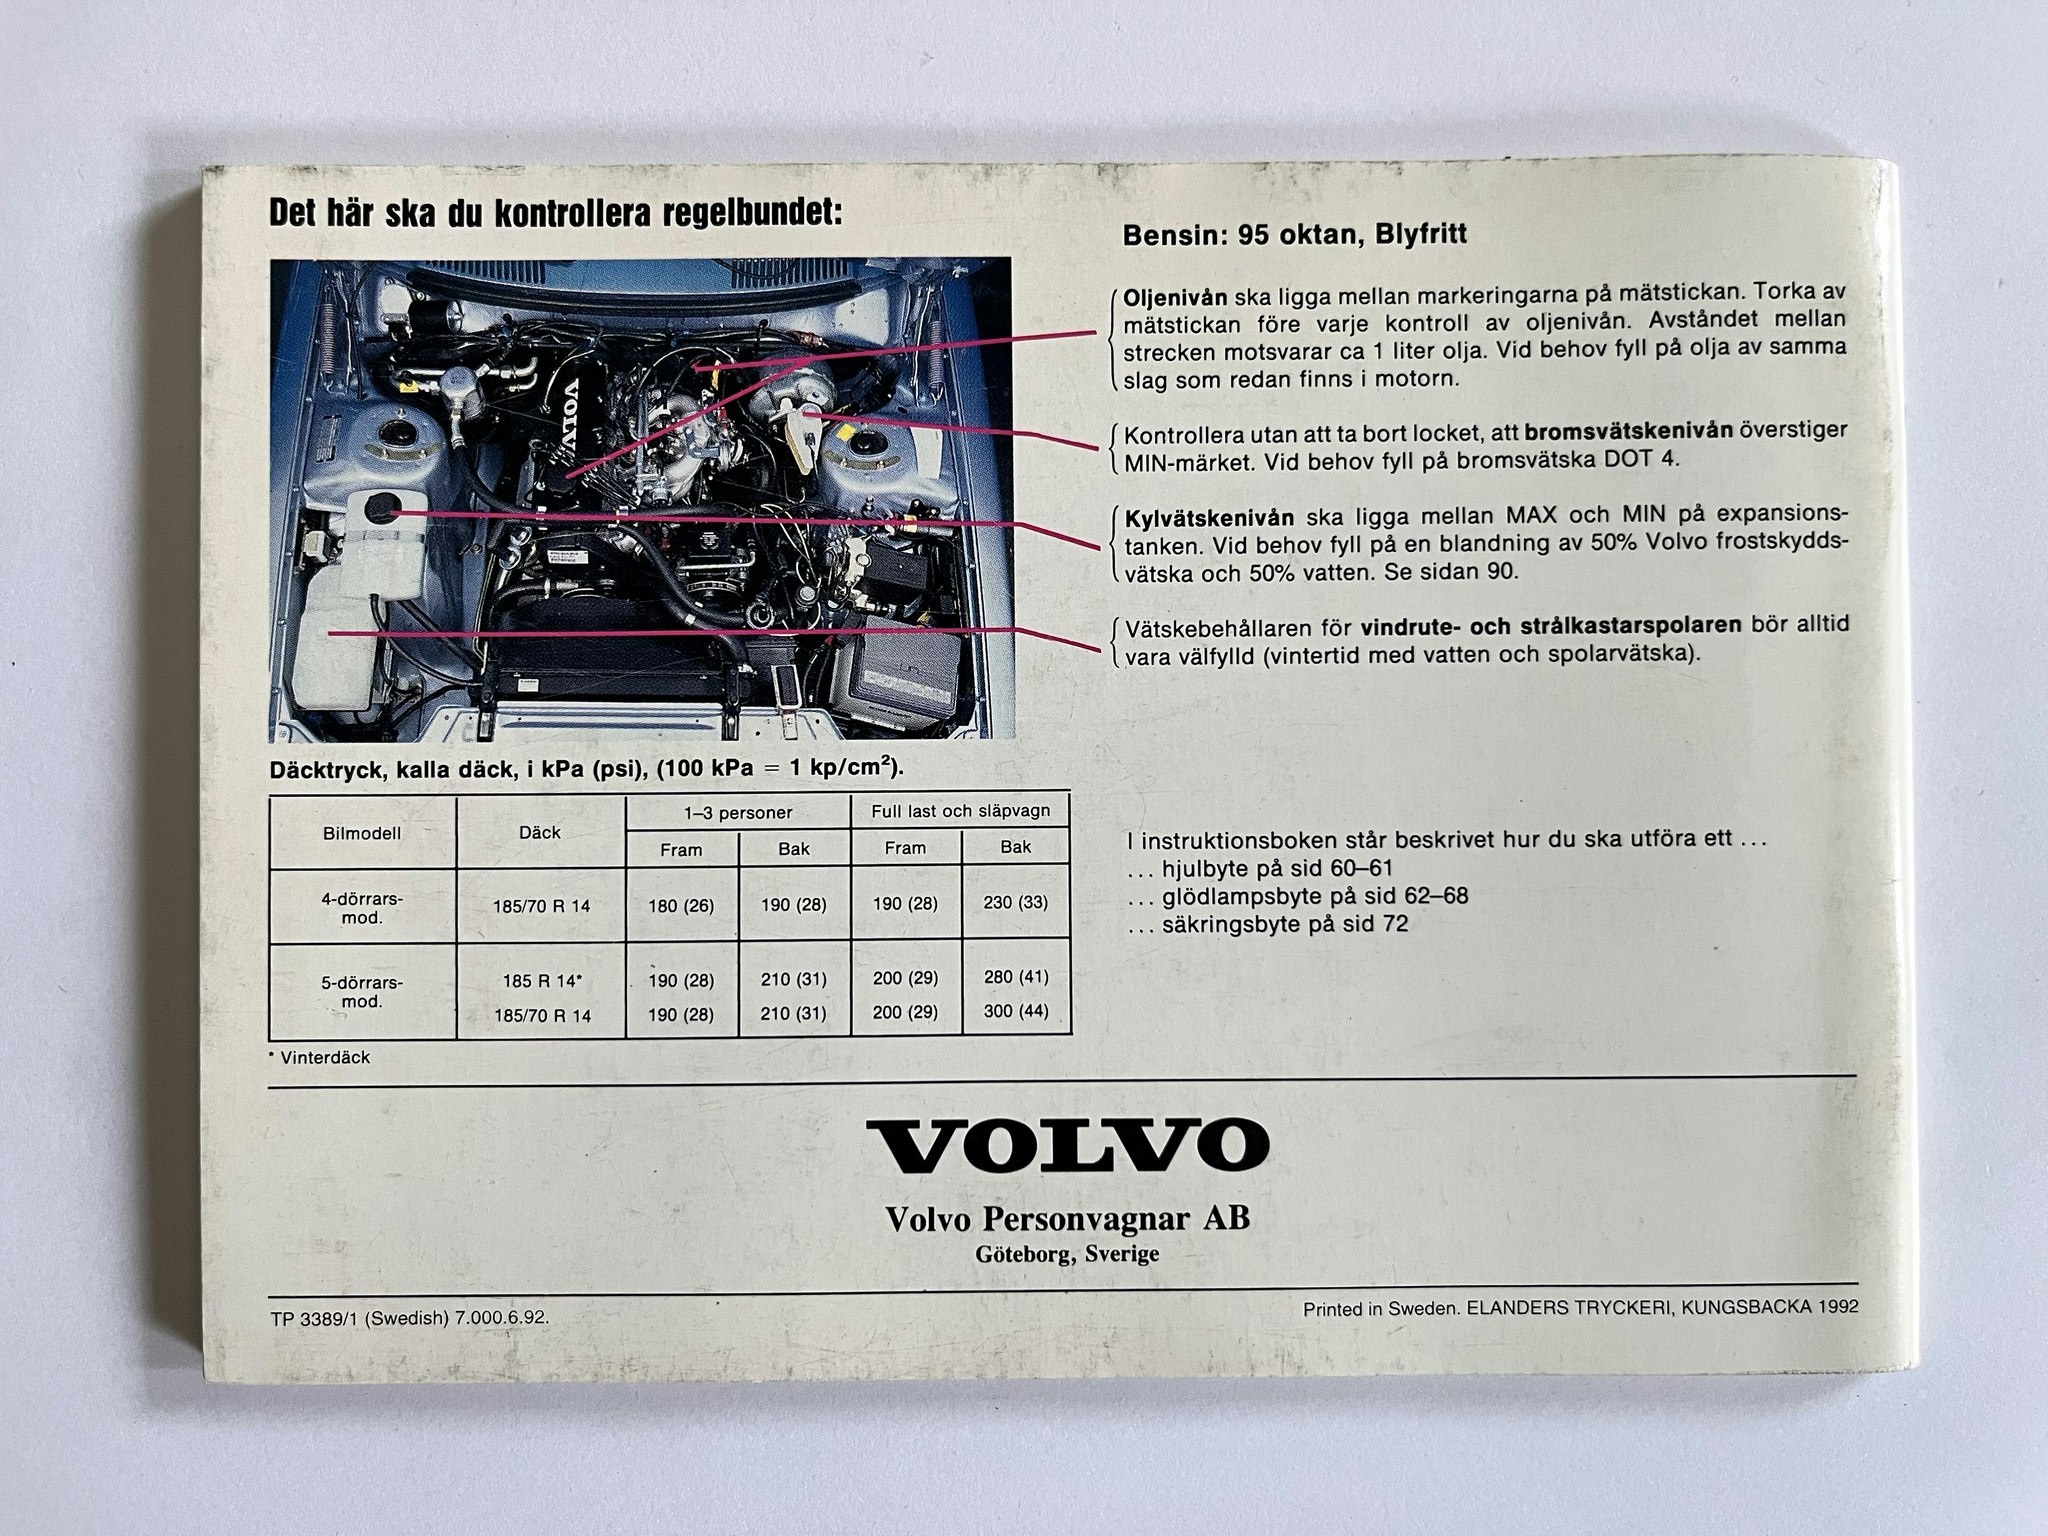 Det här ska du kontrollera regelbundet:
VOLVO
Bensin: 95 oktan, Blyfritt
Oljenivån ska ligga mellan markeringarna på mätstickan. Torka av
mätstickan före varje kontroll av oljenivån. Avståndet mellan
strecken motsvarar ca 1 liter olja. Vid behov fyll på olja av samma
slag som redan finns i motorn.
Kontrollera utan att ta bort locket, att bromsvätskenivån överstiger
MIN-märket. Vid behov fyll på bromsvätska DOT 4.
Kylvätskenivån ska ligga mellan MAX och MIN på expansions-
tanken. Vid behov fyll på en blandning av 50% Volvo frostskydds-
vätska och 50% vatten. Se sidan 90.
Vätskebehållaren för vindrute- och strålkastarspolaren bör alltid
vara välfylld (vintertid med vatten och spolarvätska).
Däcktryck, kalla däck, i kPa (psi), (100 kPa = 1 kp/cm²).
Bilmodell Däck 1–3 personer Full last och släpvagn
Fram Bak Fram Bak
4-dörrars-
mod. 185/70 R 14 180 (26) 190 (28) 190 (28) 230 (33)
5-dörrars-
mod. 185 R 14* 190 (28) 210 (31) 200 (29) 280 (41)
185/70 R 14 190 (28) 210 (31) 200 (29) 300 (44)
* Vinterdäck
I instruktionsboken står beskrivet hur du ska utföra ett ...
... hjulbyte på sid 60–61
... glödlampsbyte på sid 62–68
... säkringsbyte på sid 72
VOLVO
Volvo Personvagnar AB
Göteborg, Sverige
TP 3389/1 (Swedish) 7.000.6.92.
Printed in Sweden. ELANDERS TRYCKERI, KUNGSBACKA 1992